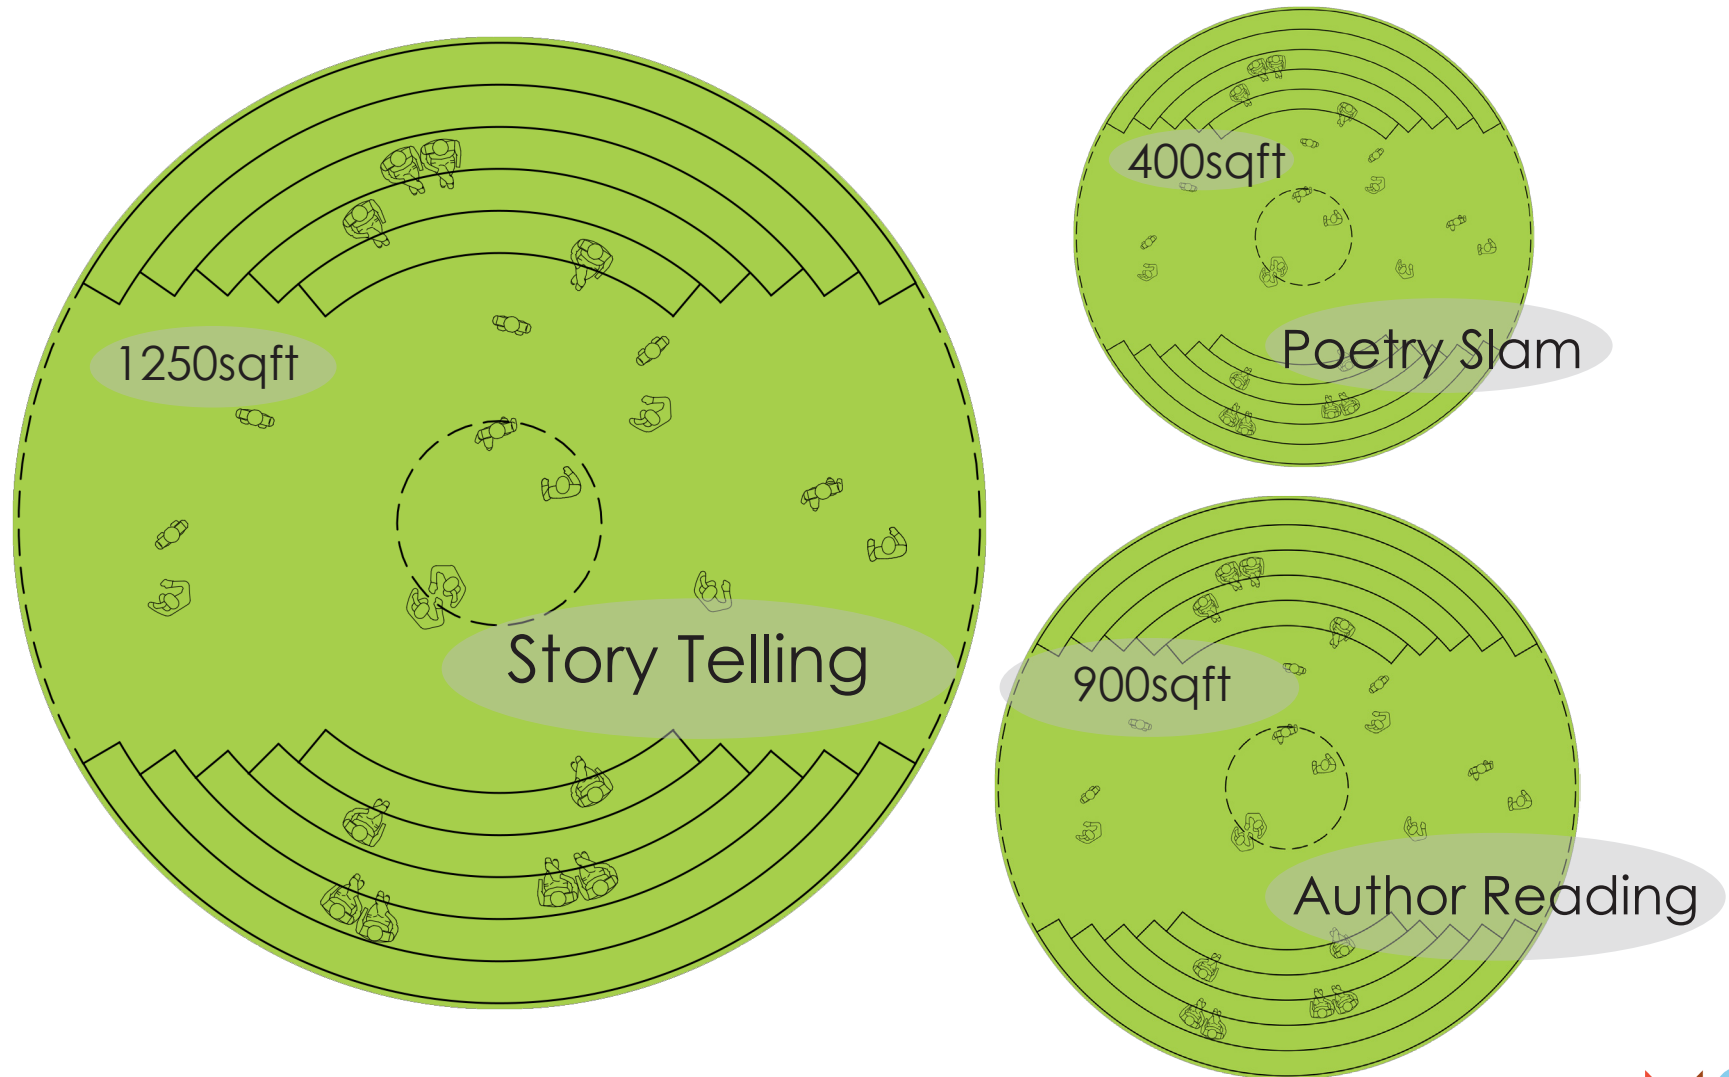 1250sqft
Story Telling
400sqft
Poetry Slam
900sqft
Author Reading